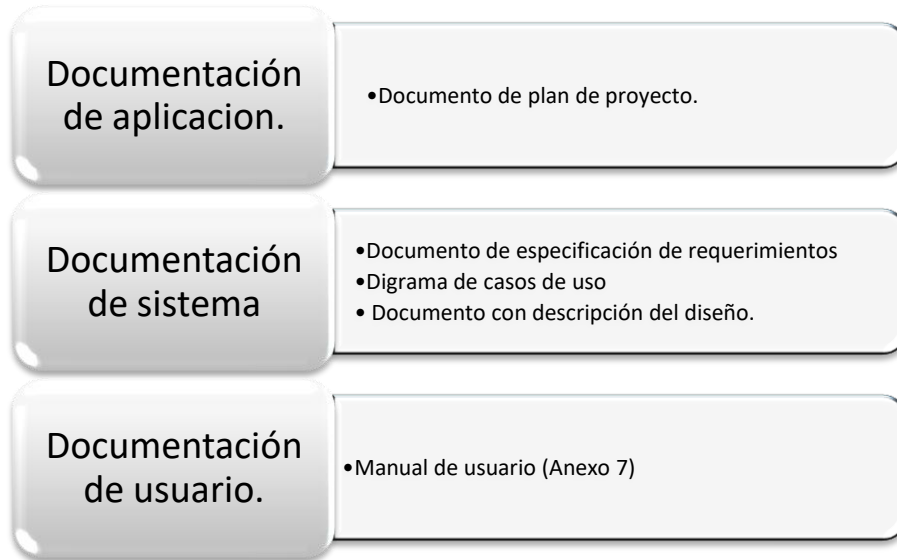 Documentación
de aplicacion.
•Documento de plan de proyecto.
Documentación
de sistema
•Documento de especificación de requerimientos
•Digrama de casos de uso
• Documento con descripción del diseño.
Documentación
de usuario.
•Manual de usuario (Anexo 7)